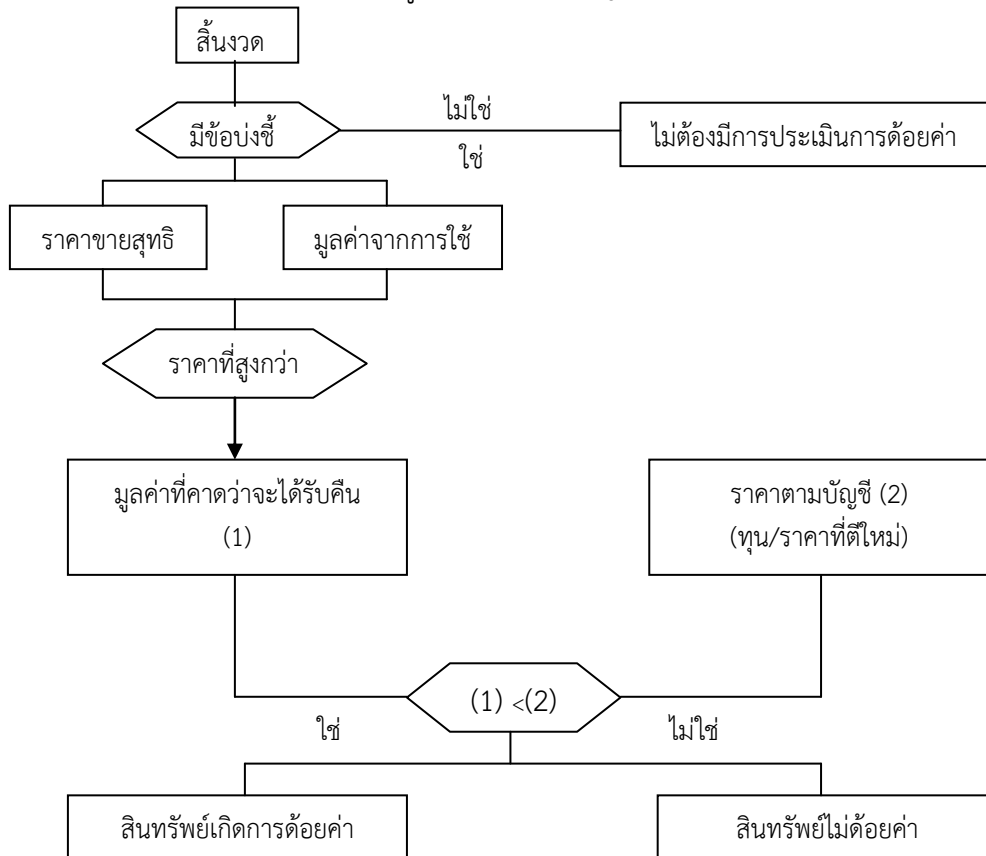 สิ้นงวด
มีข้อบ่งชี้
ไม่ใช่
ใช่
ไม่ต้องมีการประเมินการด้อยค่า
ราคาขายสุทธิ
มูลค่าจากการใช้
ราคาที่สูงกว่า
มูลค่าที่คาดว่าจะได้รับคืน
(1)
ราคาตามบัญชี (2)
(ทุน/ราคาที่ตีใหม่)
(1) <(2)
ใช่
ไม่ใช่
สินทรัพย์เกิดการด้อยค่า
สินทรัพย์ไม่ด้อยค่า